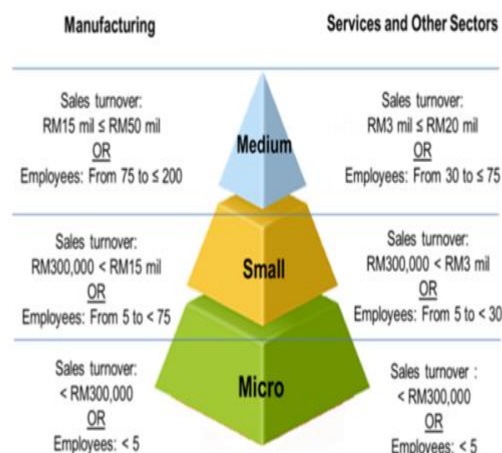 Manufacturing
Services and Other Sectors
Sales turnover:
RM15 mil ≤ RM50 mil
OR
Employees: From 75 to ≤ 200
Medium
Sales turnover:
RM3 mil ≤ RM20 mil
OR
Employees: From 30 to ≤ 75
Sales turnover:
RM300,000 < RM15 mil
OR
Employees: From 5 to < 75
Small
Sales turnover:
RM300,000 < RM3 mil
OR
Employees: From 5 to < 30
Sales turnover:
< RM300,000
OR
Employees: < 5
Micro
Sales turnover :
< RM300,000
OR
Employees: < 5